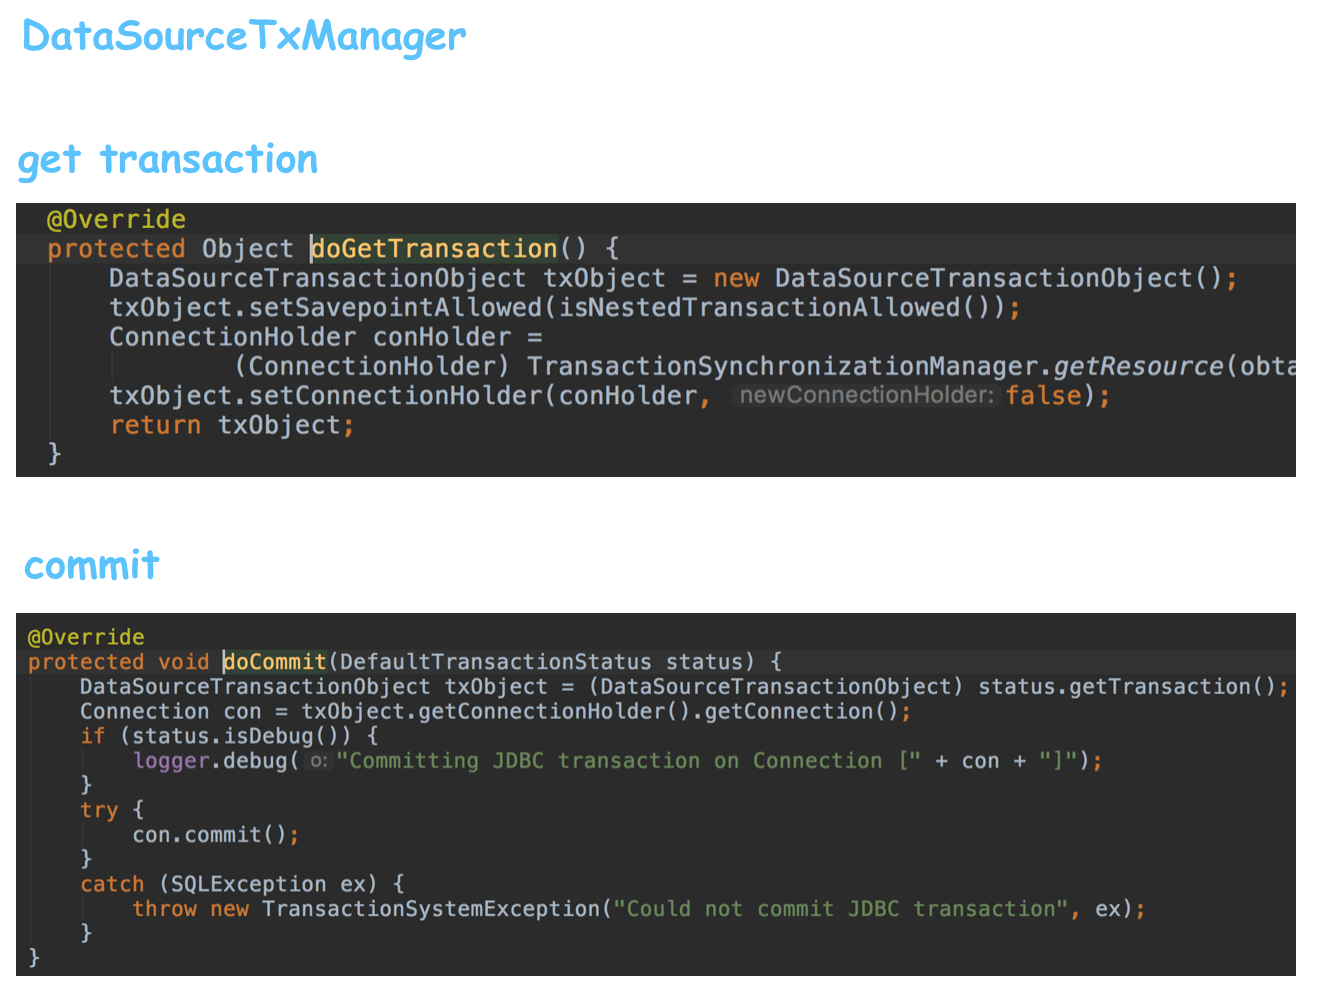 DataSourceTxManager
get transaction
@Override
protected Object doGetTransaction() {
DataSourceTransactionObject txObject = new DataSourceTransactionObject();
txObject.setSavepointAllowed(isNestedTransactionAllowed());
ConnectionHolder conHolder =
(ConnectionHolder) TransactionSynchronizationManager.getResource(obta
txObject.setConnectionHolder(conHolder, newConnectionHolder: false);
return txObject;
}
commit
@Override
protected void doCommit(DefaultTransactionStatus status) {
DataSourceTransactionObject txObject = (DataSourceTransactionObject) status.getTransaction();
Connection con = txObject.getConnectionHolder().getConnection();
if (status.isDebug()) {
logger.debug( o: "Committing JDBC transaction on Connection [" + con + "]");
}
try {
con.commit();
}
catch (SQLException ex) {
throw new TransactionSystemException("Could not commit JDBC transaction", ex);
}
}